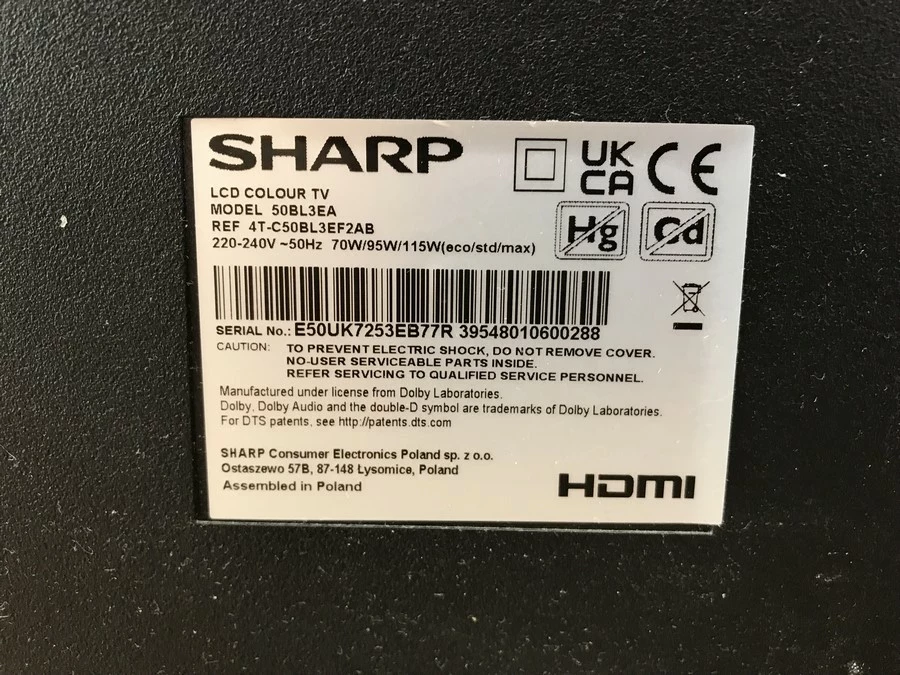 SHARP
UK
CA CE
LCD COLOUR TV
MODEL 50BL3EA
REF 4T-C50BL3EF2AB
220-240V ~50Hz 70W/95W/115W(eco/std/max)
Hg Cd
SERIAL No.: E50UK7253EB77R 39548010600288
CAUTION: TO PREVENT ELECTRIC SHOCK, DO NOT REMOVE COVER.
NO-USER SERVICEABLE PARTS INSIDE.
REFER SERVICING TO QUALIFIED SERVICE PERSONNEL.
Manufactured under license from Dolby Laboratories.
Dolby, Dolby Audio and the double-D symbol are trademarks of Dolby Laboratories.
For DTS patents, see http://patents.dts.com
SHARP Consumer Electronics Poland sp. z o.o.
Ostaszewo 57B, 87-148 Łysomice, Poland
Assembled in Poland
HDMI